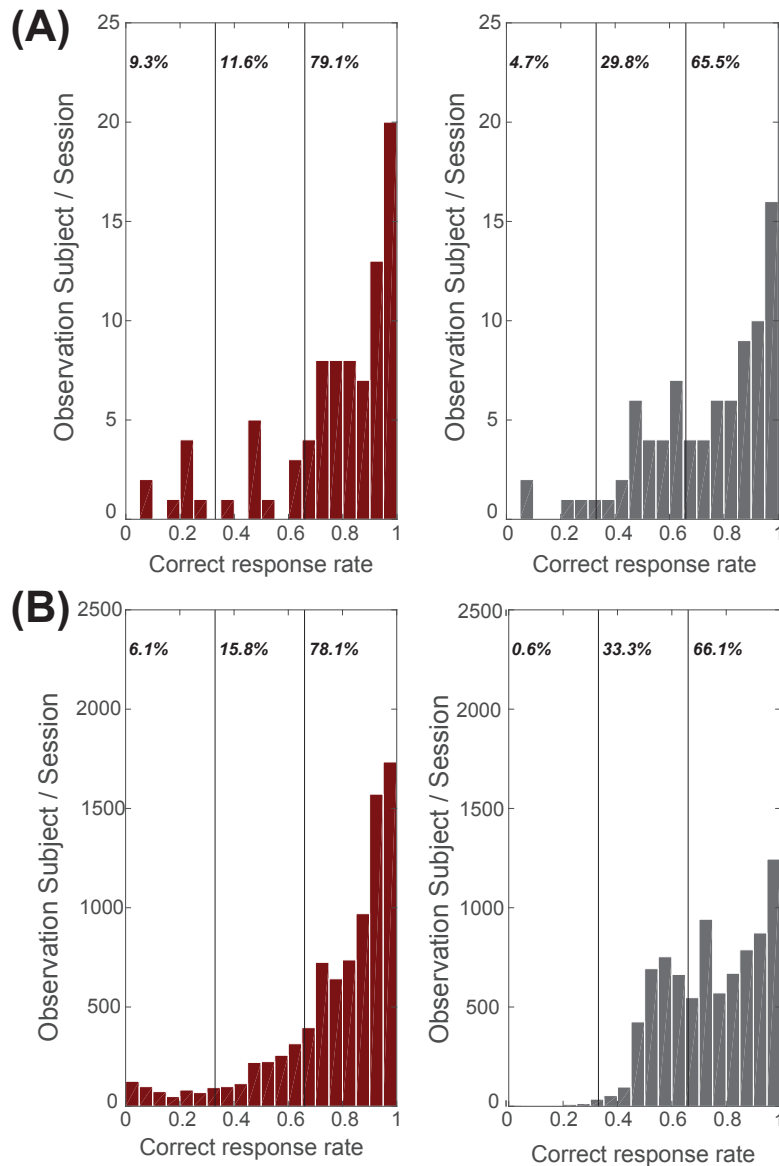 (A)
25
20
15
10
5
0
Observation Subject / Session
9.3% 11.6% 79.1%
0 0.2 0.4 0.6 0.8 1
Correct response rate
25
20
15
10
5
0
Observation Subject / Session
4.7% 29.8% 65.5%
0 0.2 0.4 0.6 0.8 1
Correct response rate
(B)
2500
2000
1500
1000
500
0
Observation Subject / Session
6.1% 15.8% 78.1%
0 0.2 0.4 0.6 0.8 1
Correct response rate
2500
2000
1500
1000
500
0
Observation Subject / Session
0.6% 33.3% 66.1%
0 0.2 0.4 0.6 0.8 1
Correct response rate